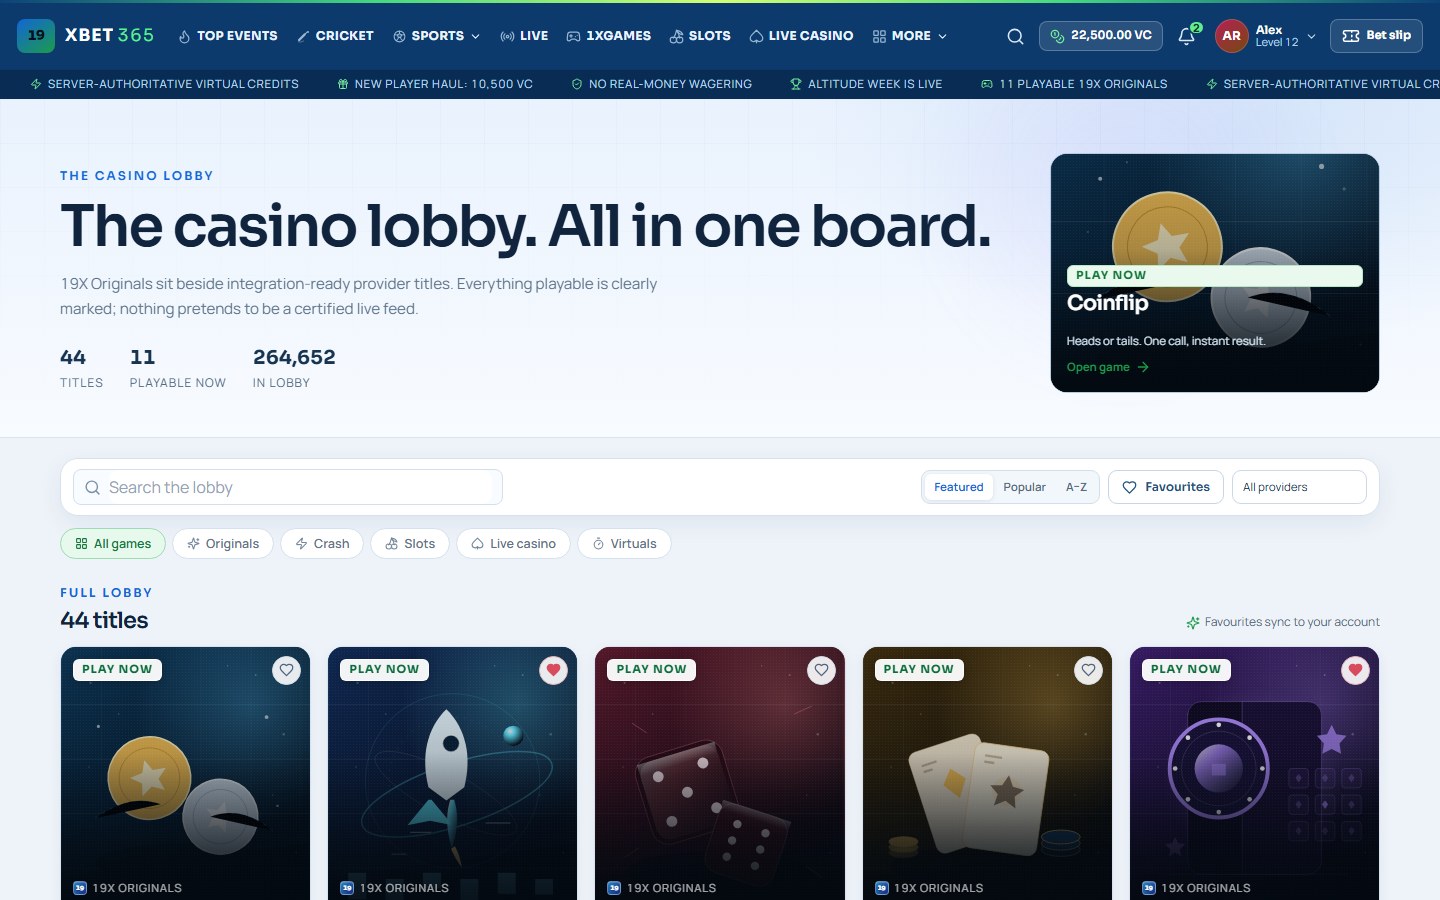 19 XBET 365 TOP EVENTS CRICKET SPORTS LIVE 1XGAMES SLOTS LIVE CASINO MORE 22,500.00 VC 2 AR Alex Bet slip
Level 12
SERVER-AUTHORITATIVE VIRTUAL CREDITS NEW PLAYER HAUL: 10,500 VC NO REAL-MONEY WAGERING ALTITUDE WEEK IS LIVE 11 PLAYABLE 19X ORIGINALS SERVER-AUTHORITATIVE VIRTUAL CR
THE CASINO LOBBY
The casino lobby. All in one board.
19X Originals sit beside integration-ready provider titles. Everything playable is clearly
marked; nothing pretends to be a certified live feed.
44 11 264,652
TITLES PLAYABLE NOW IN LOBBY
PLAY NOW
Coinflip
Heads or tails. One call, instant result.
Open game
Search the lobby Featured Popular A–Z Favourites All providers
All games Originals Crash Slots Live casino Virtuals
FULL LOBBY
44 titles
Favourites sync to your account
PLAY NOW PLAY NOW PLAY NOW PLAY NOW PLAY NOW
19 19X ORIGINALS 19 19X ORIGINALS 19 19X ORIGINALS 19 19X ORIGINALS 19 19X ORIGINALS